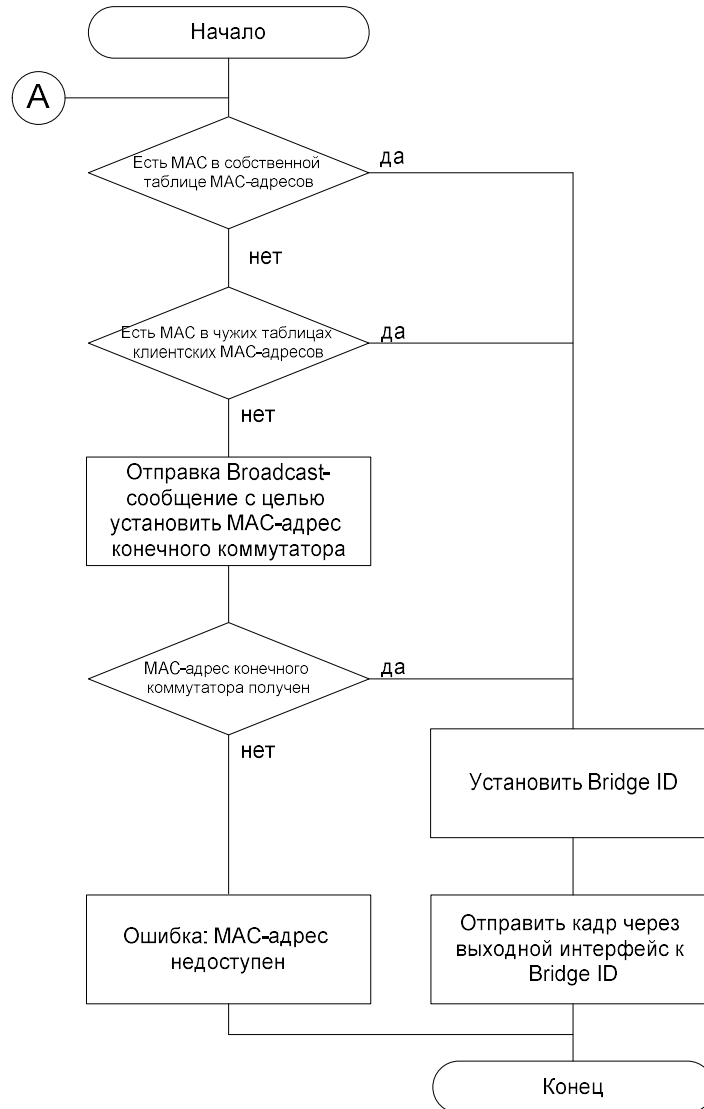 Начало
А
Есть MAC в собственной
таблице MAC-адресов
да
нет
Есть MAC в чужих таблицах
клиентских MAC-адресов
да
нет
Отправка Broadcast-
сообщение с целью
установить MAC-адрес
конечного коммутатора
MAC-адрес конечного
коммутатора получен
да
нет
Установить Bridge ID
Ошибка: MAC-адрес
недоступен
Отправить кадр через
выходной интерфейс к
Bridge ID
Конец